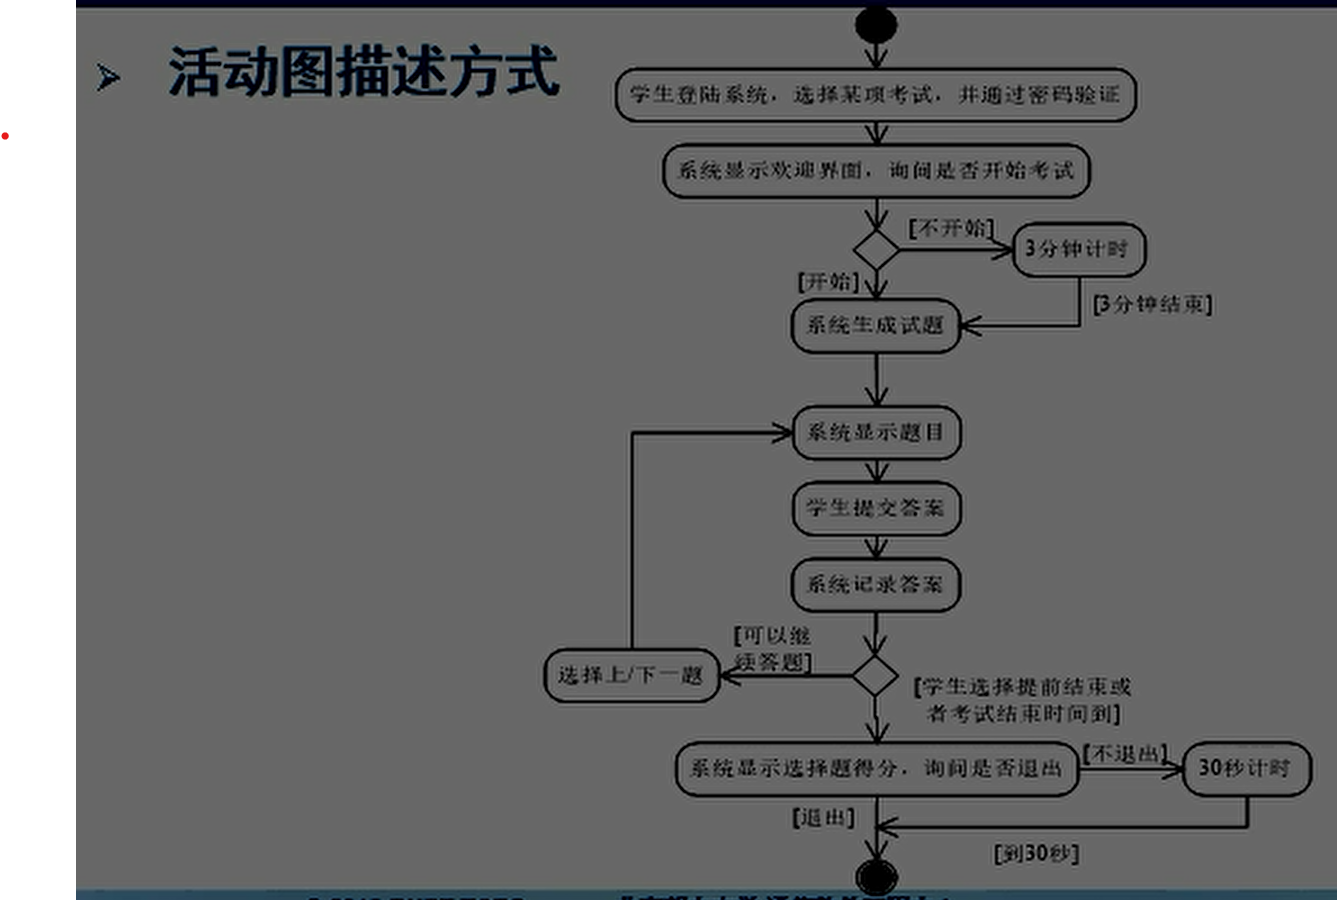 活动图描述方式
学生登陆系统，选择某项考试，并通过密码验证
系统显示欢迎界面，询问是否开始考试
[不开始]
3分钟计时
[开始]
[3分钟结束]
系统生成试题
系统显示题目
学生提交答案
系统记录答案
[可以继
续答题]
选择上/下一题
[学生选择提前结束或
者考试结束时间到]
系统显示选择题得分，询问是否退出
[不退出]
30秒计时
[退出]
[到30秒]